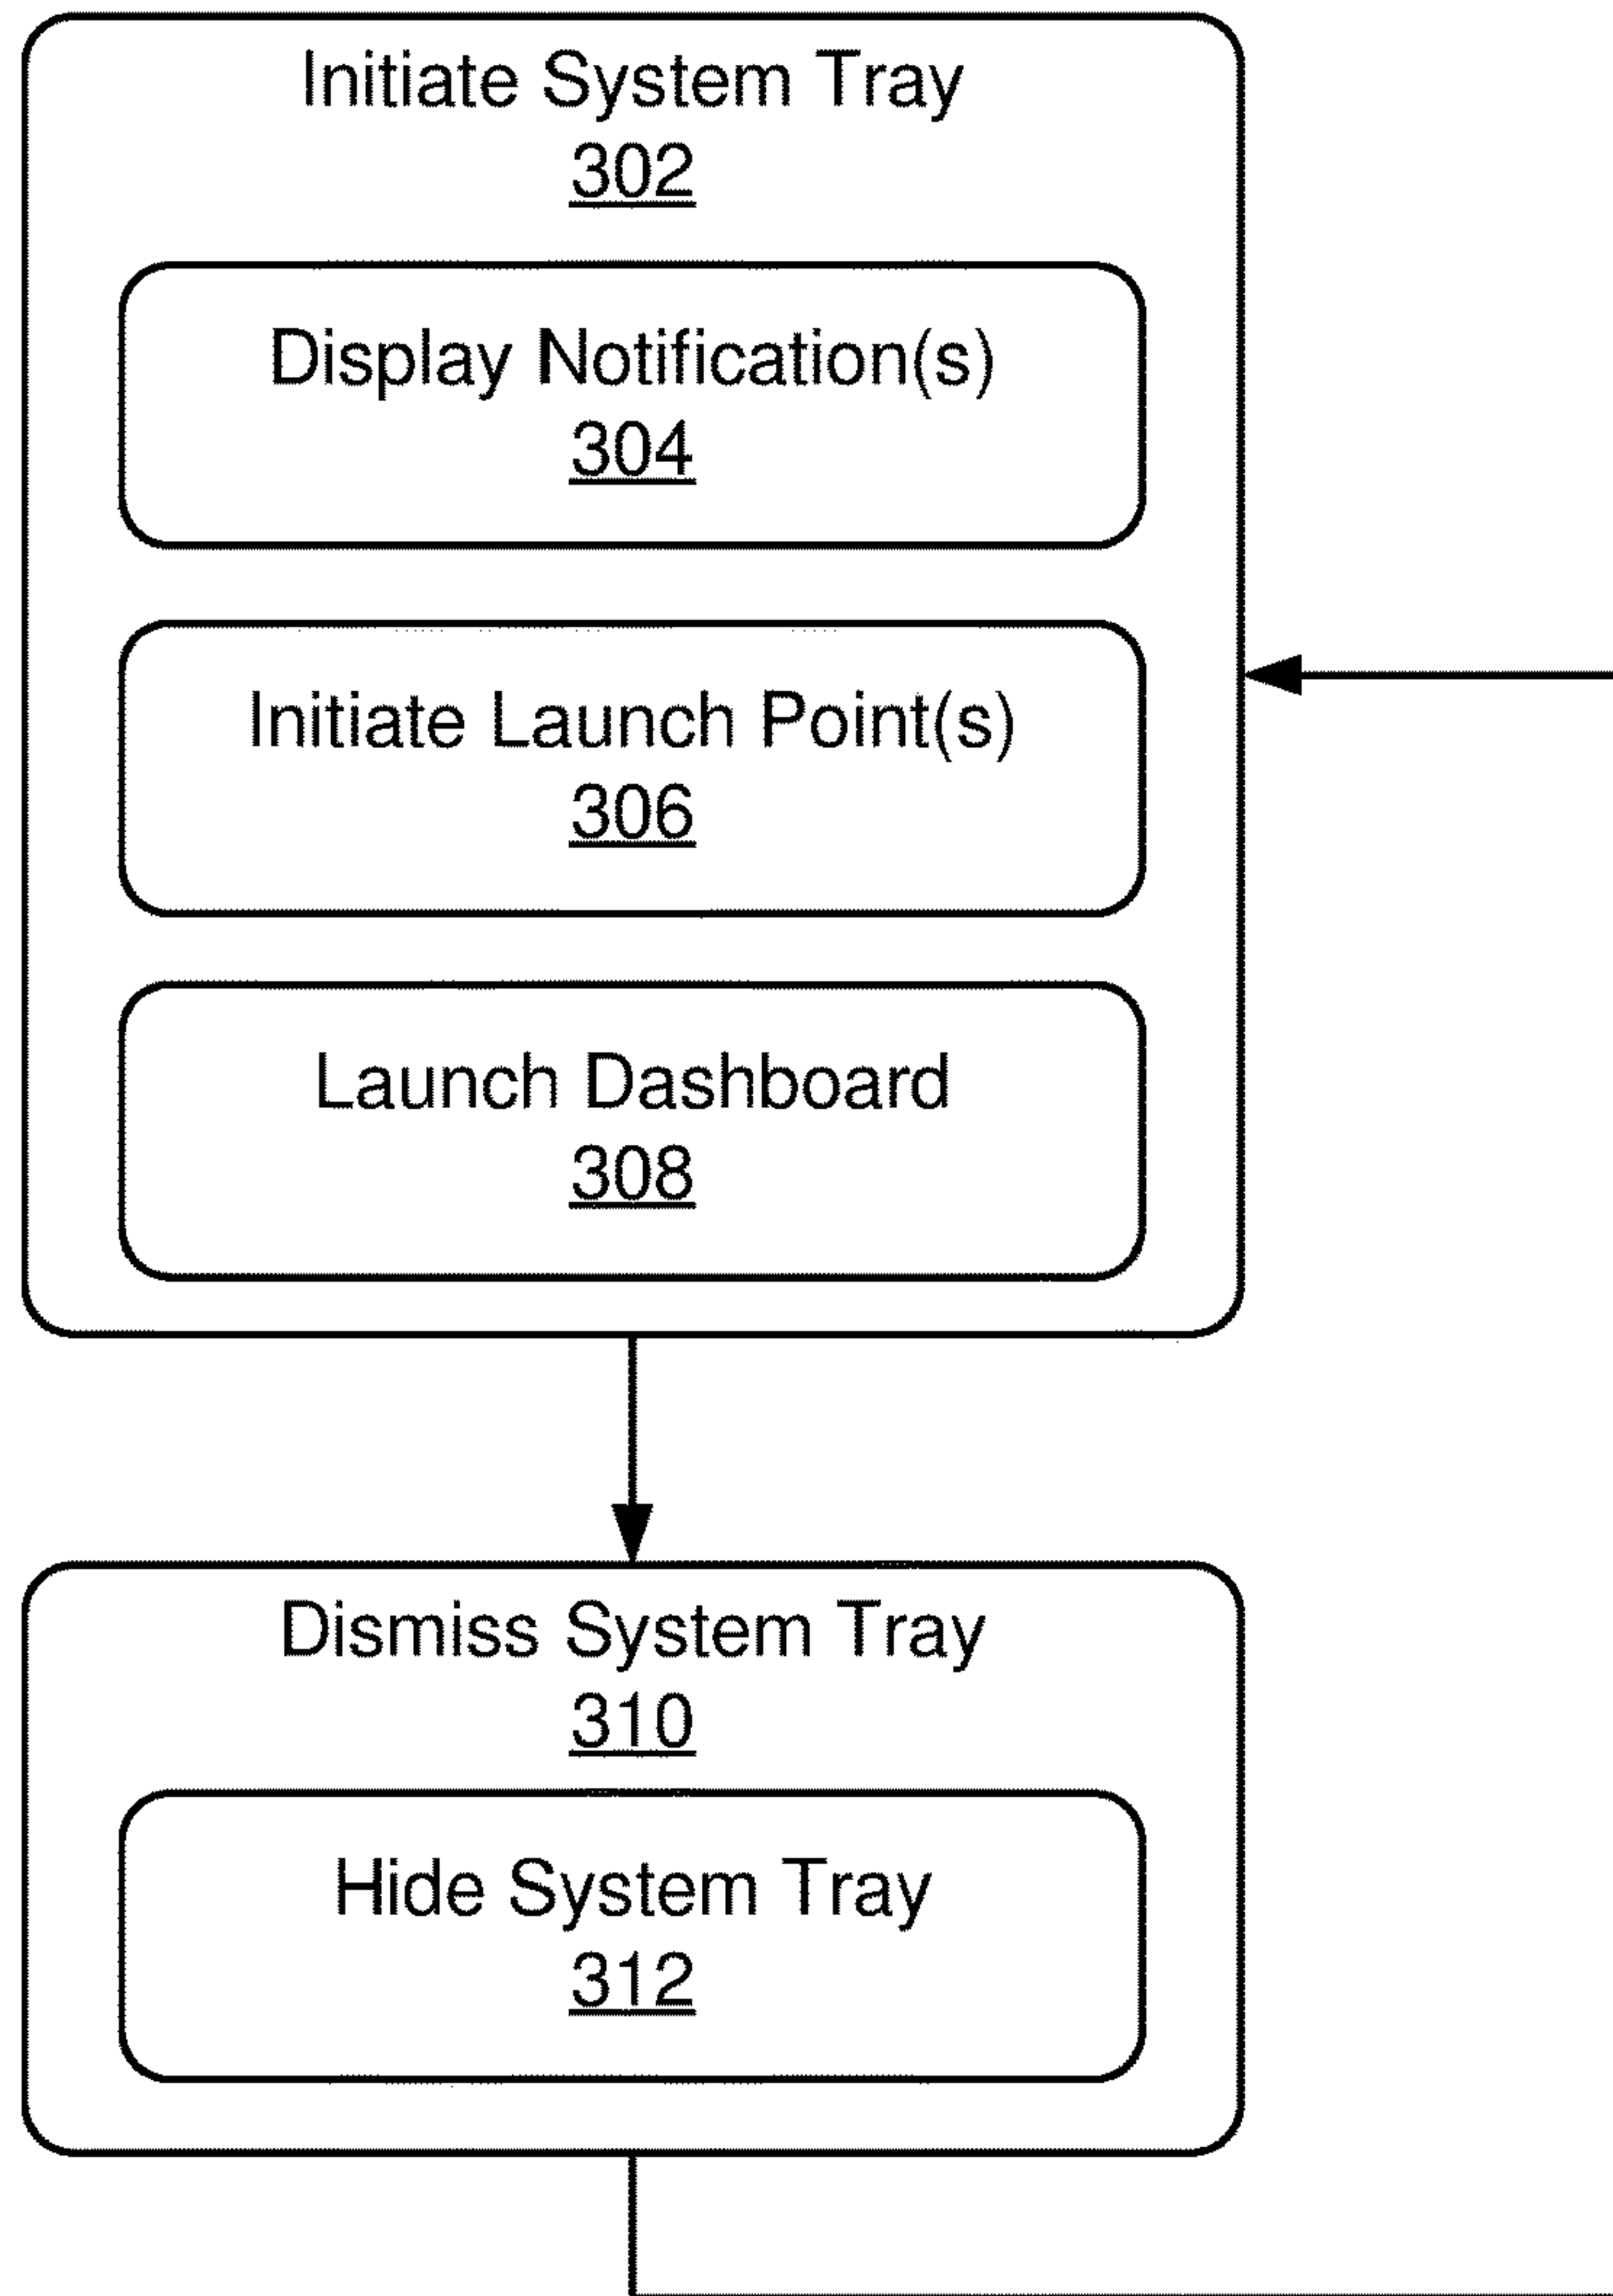 Initiate System Tray
302
Display Notification(s)
304
Initiate Launch Point(s)
306
Launch Dashboard
308
Dismiss System Tray
310
Hide System Tray
312